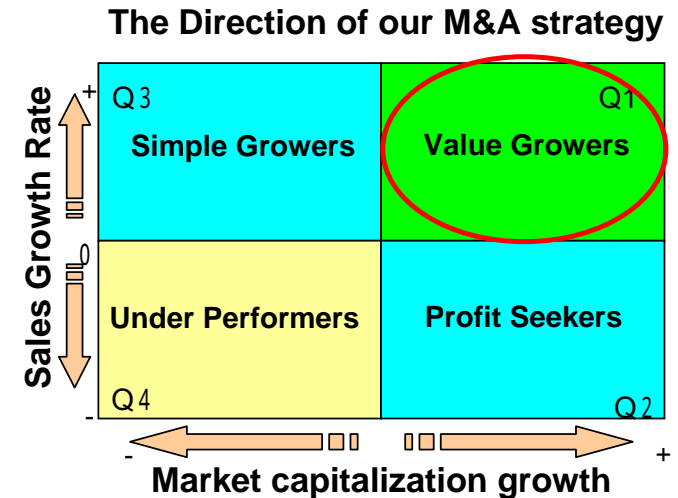 The Direction of our M&A strategy
Sales Growth Rate
+
Q3
Q1
Simple Growers
Value Growers
0
Under Performers
Profit Seekers
Q4
Q2
-
-
+
Market capitalization growth